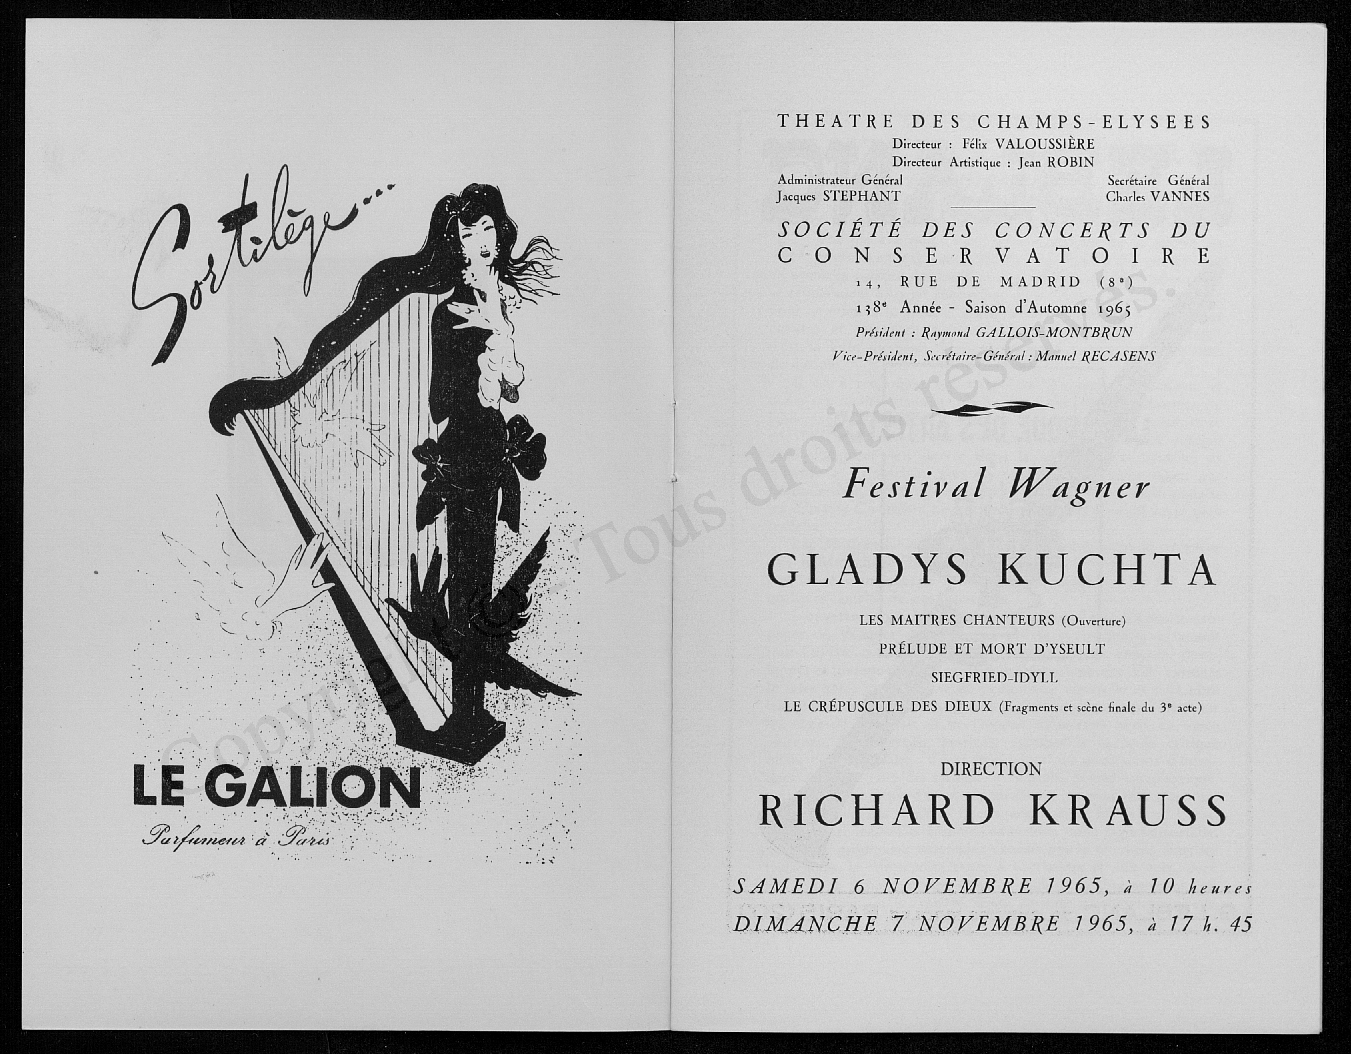 Sortilège...
LE GALION
Parfumeur à Paris
THEATRE DES CHAMPS-ELYSEES
Directeur : Félix VALOUSSIÈRE
Directeur Artistique : Jean ROBIN
Administrateur Général
Jacques STEPHANT
Secrétaire Général
Charles VANNES
SOCIÉTÉ DES CONCERTS DU
CONSERVATOIRE
14, RUE DE MADRID (8e)
138e Année - Saison d'Automne 1965
Président : Raymond GALLOIS-MONTBRUN
Vice-Président, Secrétaire-Général : Manuel RECASENS
Festival Wagner
GLADYS KUCHTA
LES MAITRES CHANTEURS (Ouverture)
PRÉLUDE ET MORT D'YSEULT
SIEGFRIED-IDYLL
LE CRÉPUSCULE DES DIEUX (Fragments et scène finale du 3e acte)
DIRECTION
RICHARD KRAUSS
SAMEDI 6 NOVEMBRE 1965, à 10 heures
DIMANCHE 7 NOVEMBRE 1965, à 17 h. 45
Copyright © - Tous droits réservés.